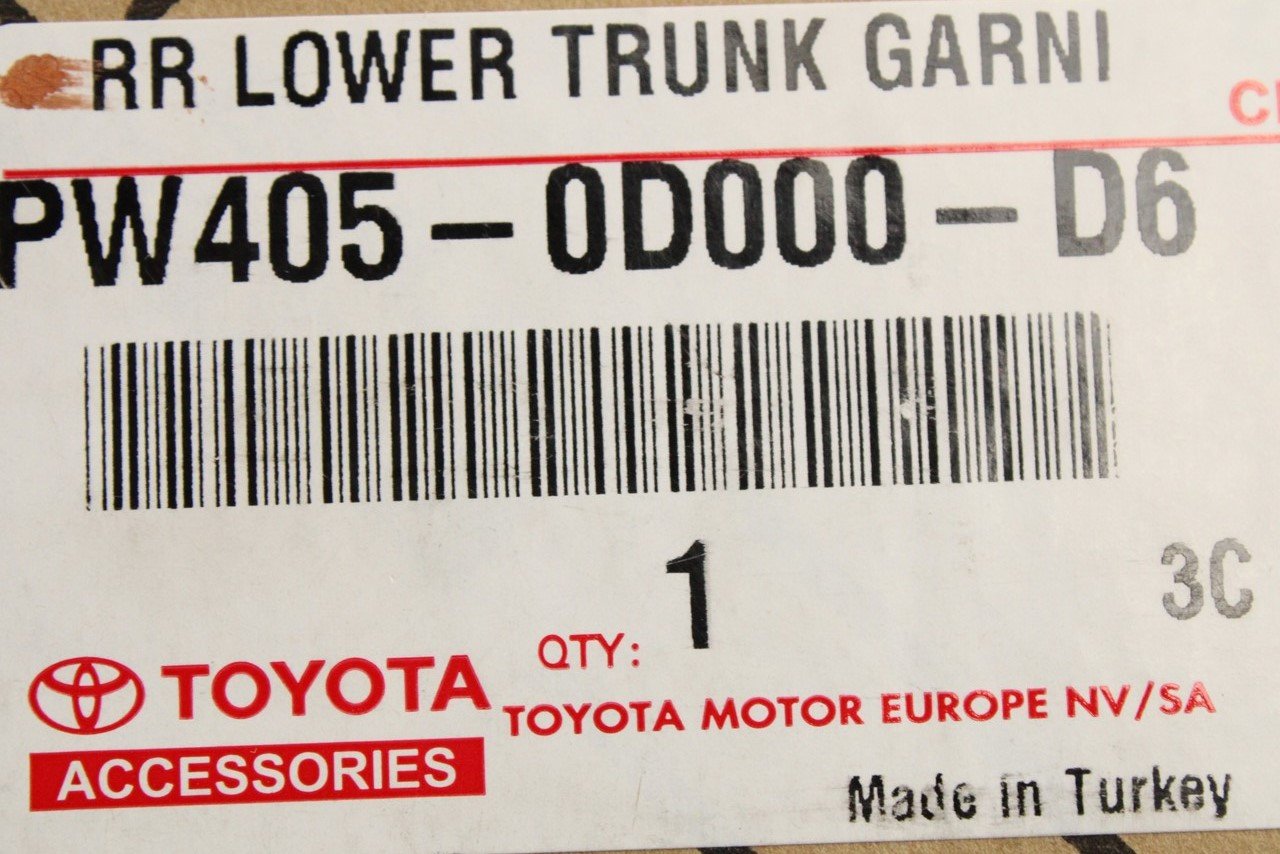 RR LOWER TRUNK GARNI
PW405-0D000-D6
1
3C
QTY:
TOYOTA
TOYOTA MOTOR EUROPE NV/SA
ACCESSORIES
Made in Turkey